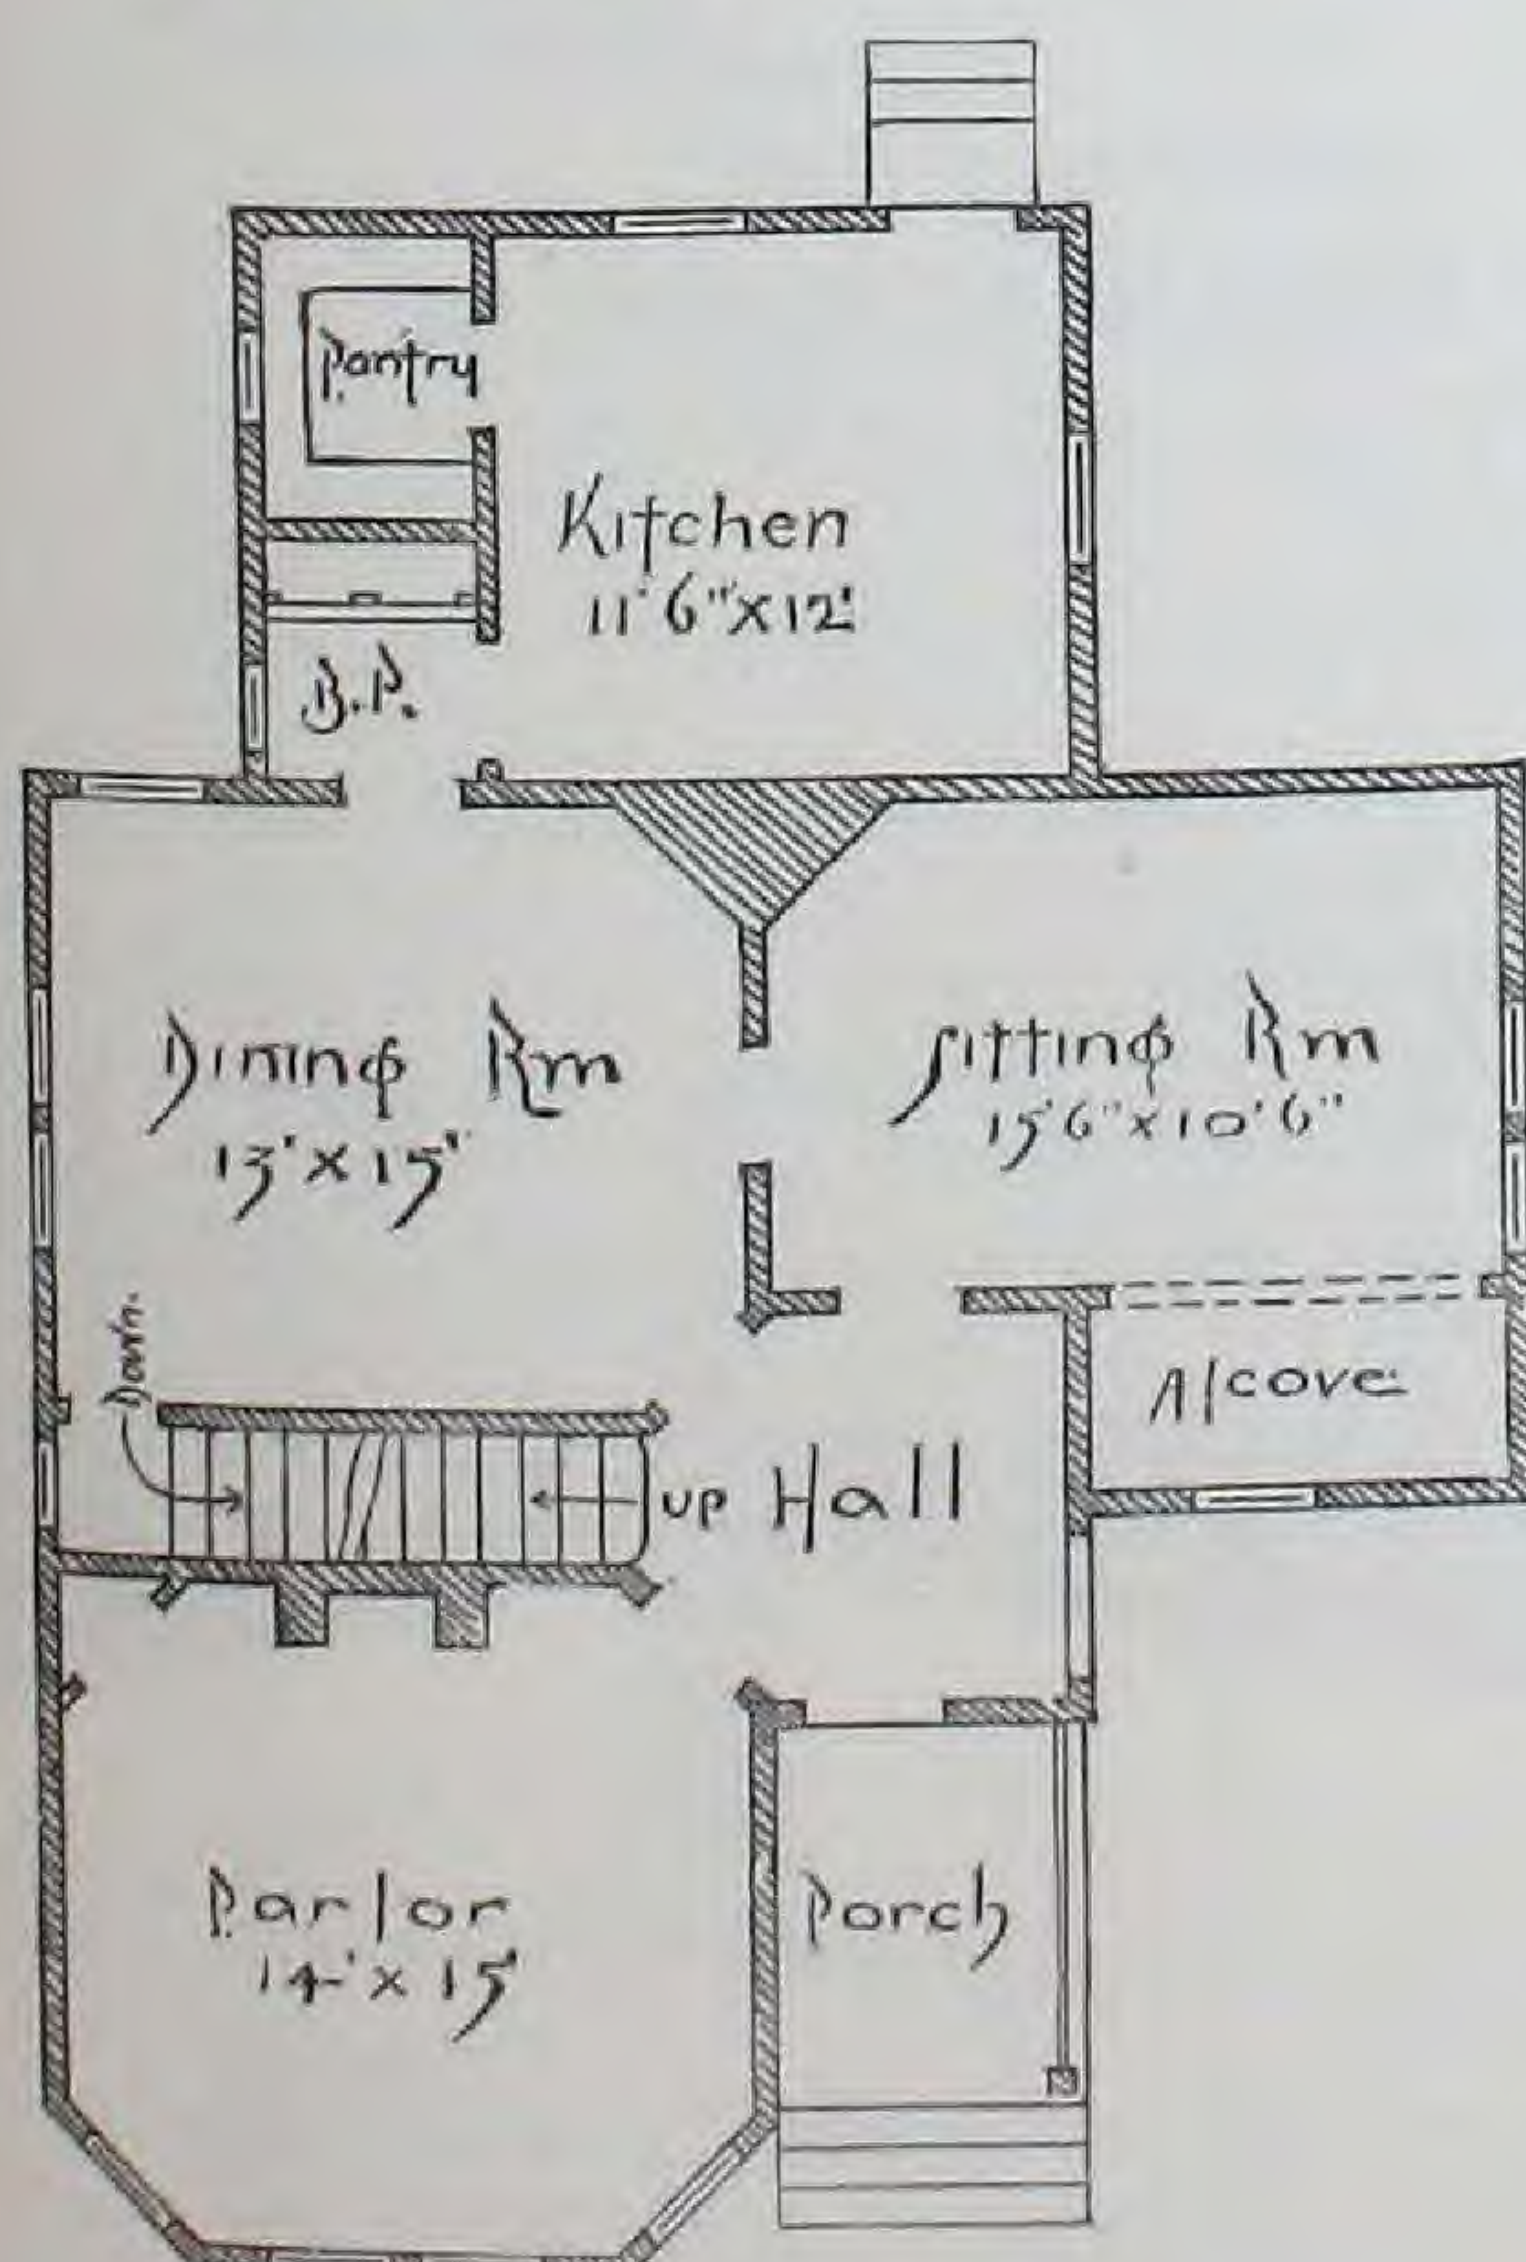 Pantry
Kitchen
11'6"x12'
B.P.
Dining Rm
13'x15'
Sitting Rm
15'6"x10'6"
Down.
Alcove
up
Hall
Parlor
14'x15'
Porch